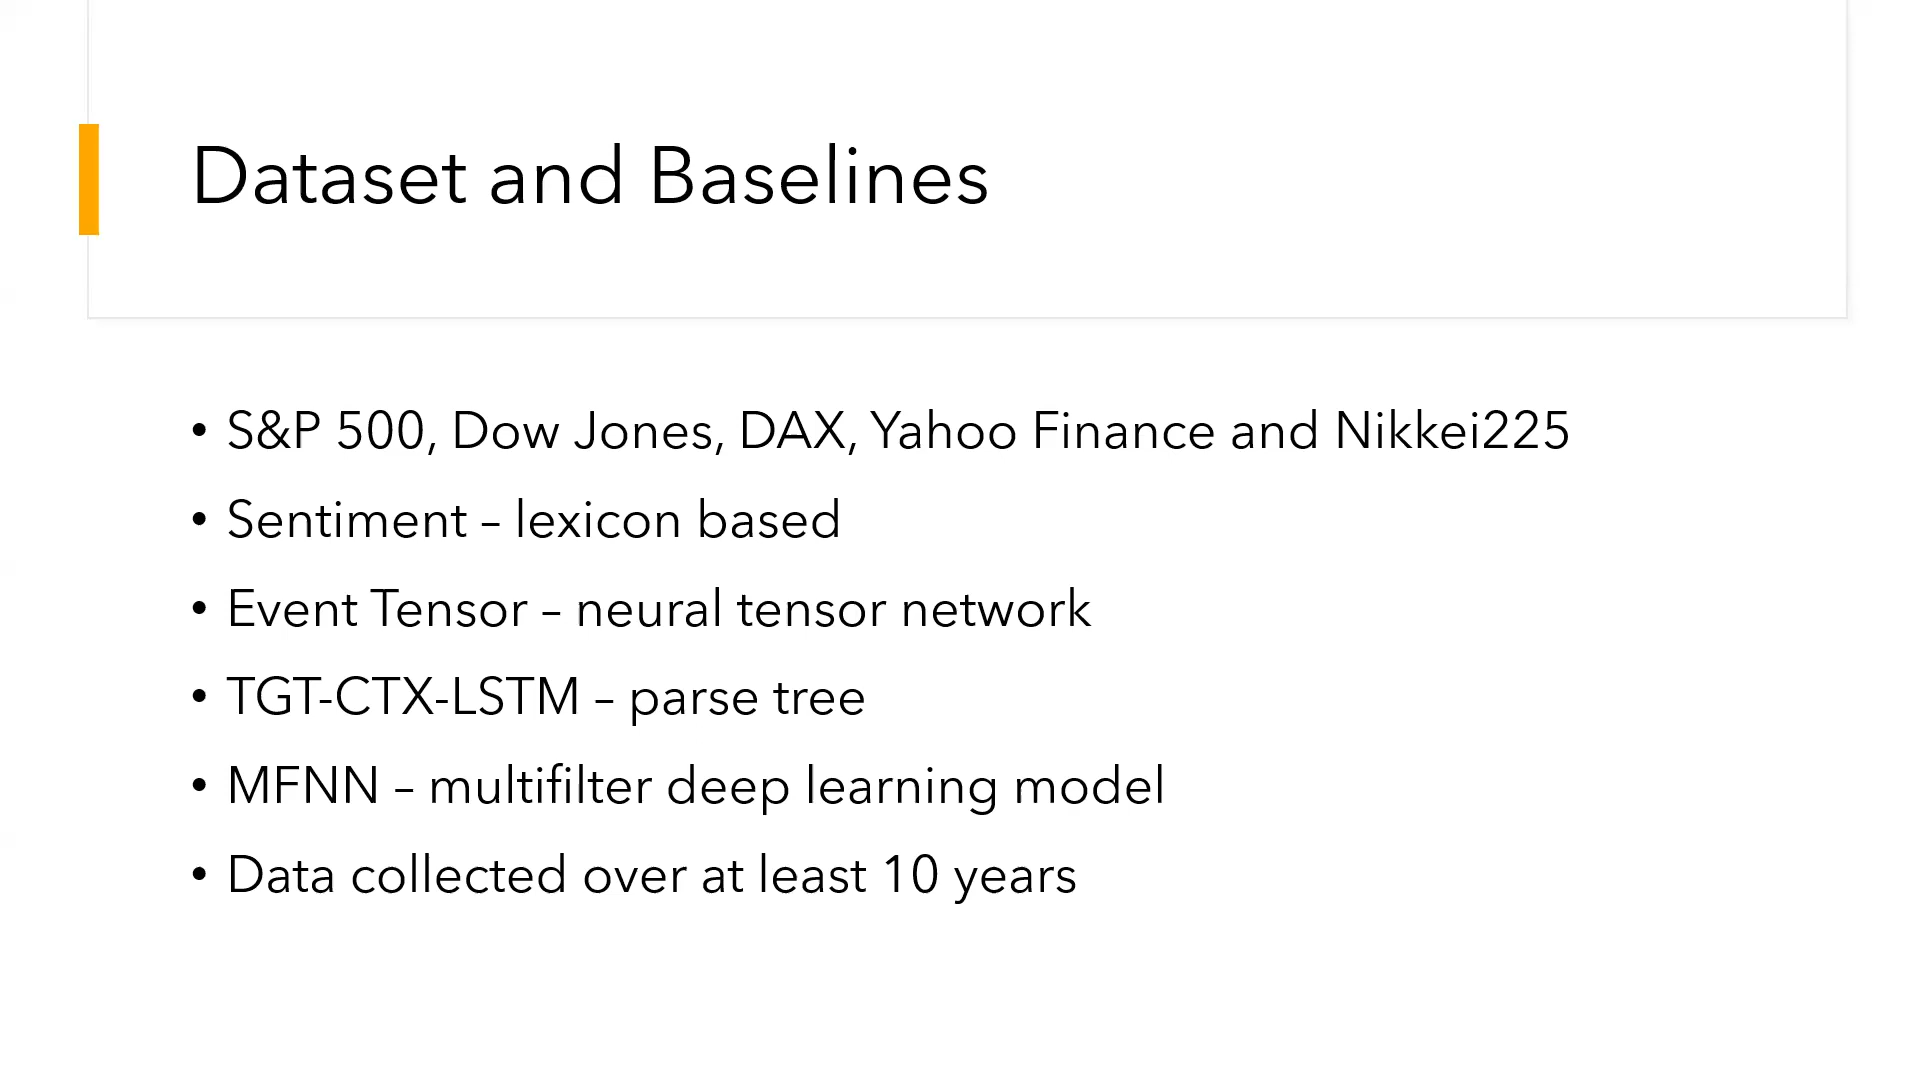 Dataset and Baselines
• S&P 500, Dow Jones, DAX, Yahoo Finance and Nikkei225
• Sentiment – lexicon based
• Event Tensor – neural tensor network
• TGT-CTX-LSTM – parse tree
• MFNN – multifilter deep learning model
• Data collected over at least 10 years